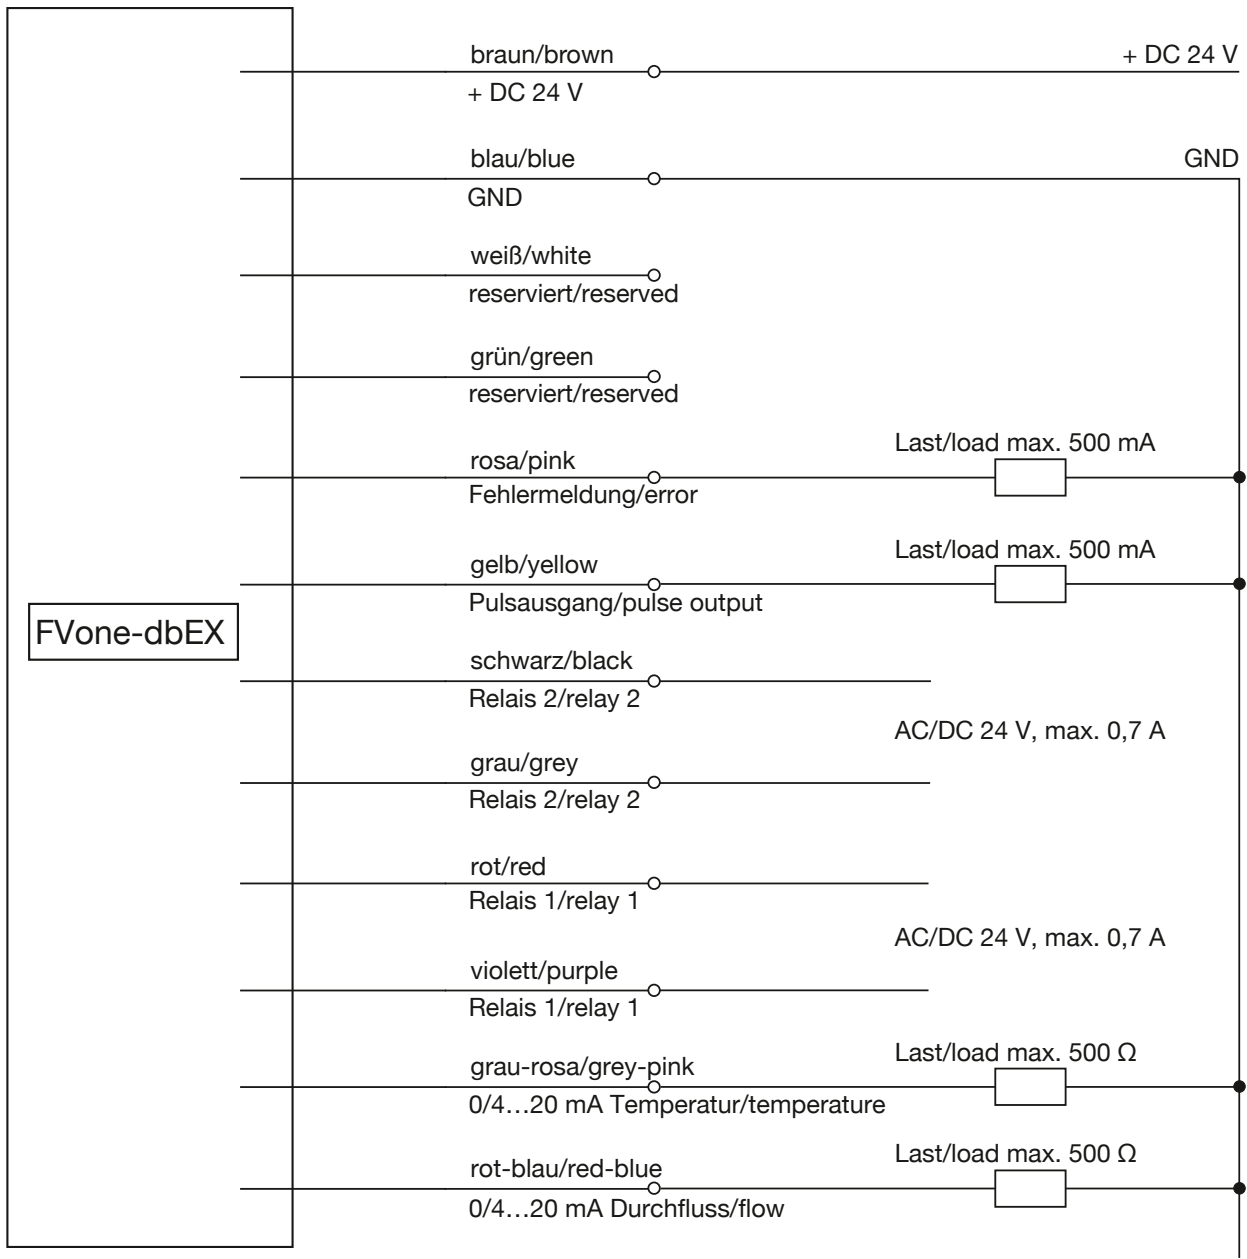 braun/brown
+ DC 24 V
+ DC 24 V
blau/blue
GND
GND
weiß/white
reserviert/reserved
grün/green
reserviert/reserved
Last/load max. 500 mA
rosa/pink
Fehlermeldung/error
Last/load max. 500 mA
gelb/yellow
Pulsausgang/pulse output
FVone-dbEX
schwarz/black
Relais 2/relay 2
AC/DC 24 V, max. 0,7 A
grau/grey
Relais 2/relay 2
rot/red
Relais 1/relay 1
AC/DC 24 V, max. 0,7 A
violett/purple
Relais 1/relay 1
Last/load max. 500 Ω
grau-rosa/grey-pink
0/4…20 mA Temperatur/temperature
Last/load max. 500 Ω
rot-blau/red-blue
0/4…20 mA Durchfluss/flow